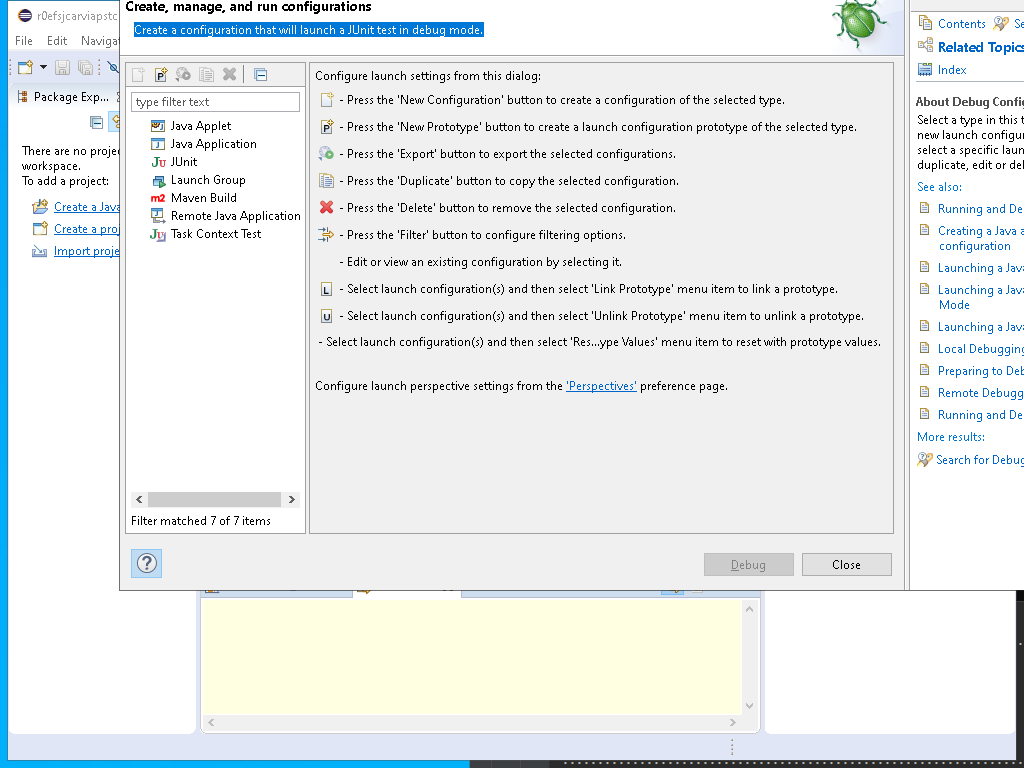 r0efsjcarviapstc
File Edit Naviga
Package Exp...
There are no proje
workspace.
To add a project:
Create a Java
Create a proj
Import proje
Create, manage, and run configurations
Create a configuration that will launch a JUnit test in debug mode.
type filter text
Java Applet
Java Application
JUnit
Launch Group
Maven Build
Remote Java Application
Task Context Test
Filter matched 7 of 7 items
Configure launch settings from this dialog:
- Press the 'New Configuration' button to create a configuration of the selected type.
- Press the 'New Prototype' button to create a launch configuration prototype of the selected type.
- Press the 'Export' button to export the selected configurations.
- Press the 'Duplicate' button to copy the selected configuration.
- Press the 'Delete' button to remove the selected configuration.
- Press the 'Filter' button to configure filtering options.
- Edit or view an existing configuration by selecting it.
- Select launch configuration(s) and then select 'Link Prototype' menu item to link a prototype.
- Select launch configuration(s) and then select 'Unlink Prototype' menu item to unlink a prototype.
- Select launch configuration(s) and then select 'Res...ype Values' menu item to reset with prototype values.
Configure launch perspective settings from the 'Perspectives' preference page.
Debug Close
Contents Se
Related Topics
Index
About Debug Config
Select a type in this t
new launch configur
select a specific laun
duplicate, edit or del
See also:
Running and De
Creating a Java a
configuration
Launching a Java
Launching a Java
Mode
Launching a Java
Local Debugging
Preparing to Deb
Remote Debugg
Running and De
More results:
Search for Debug